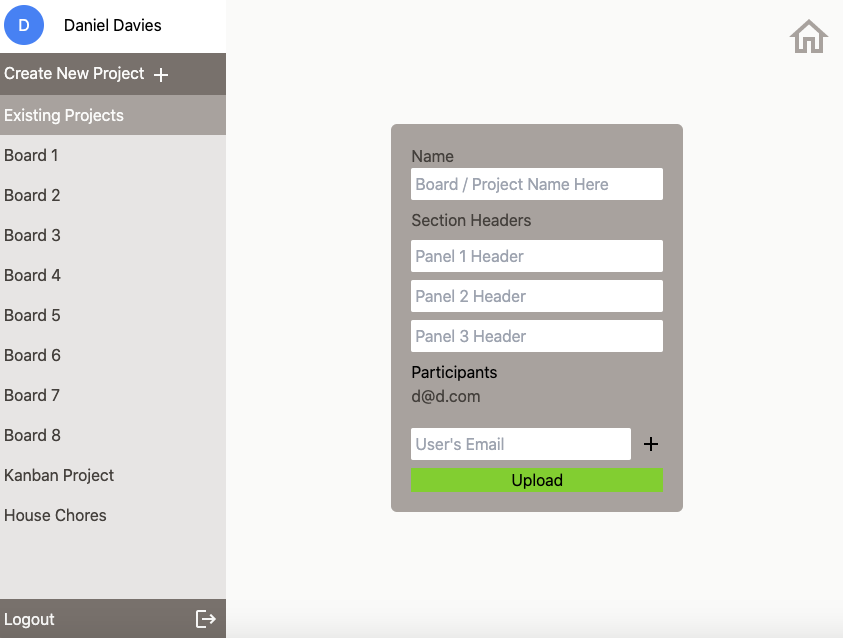 D
Daniel Davies
Create New Project +
Existing Projects
Board 1
Board 2
Board 3
Board 4
Board 5
Board 6
Board 7
Board 8
Kanban Project
House Chores
Logout
Name
Board / Project Name Here
Section Headers
Panel 1 Header
Panel 2 Header
Panel 3 Header
Participants
d@d.com
User's Email +
Upload